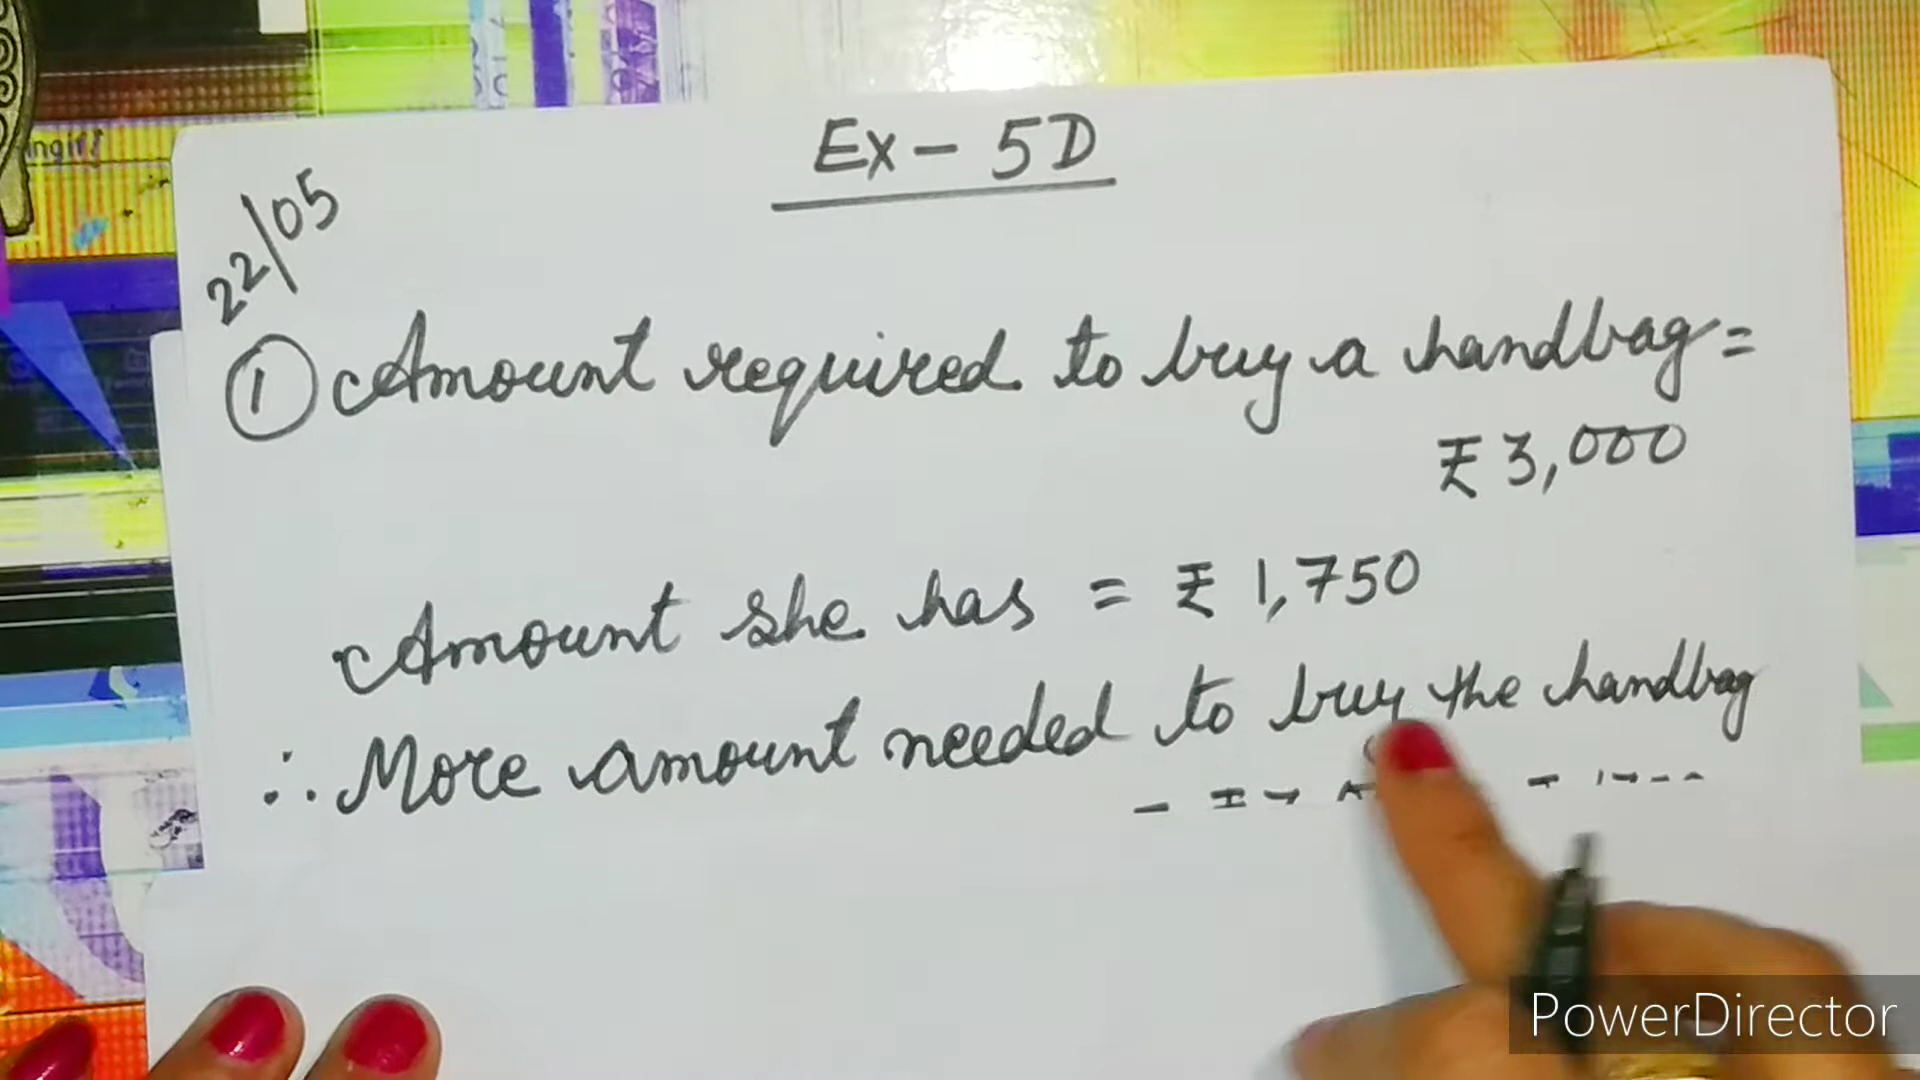 Ex - 5D
22/05
① Amount required to buy a handbag =
₹ 3,000
Amount she has = ₹ 1,750
∴ More amount needed to buy the handbag
PowerDirector